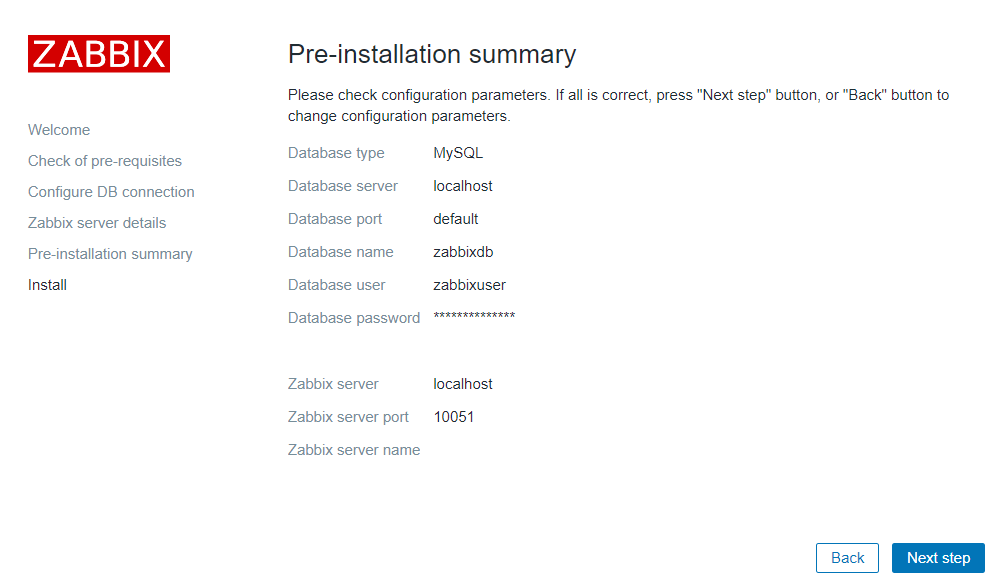 ZABBIX
Welcome
Check of pre-requisites
Configure DB connection
Zabbix server details
Pre-installation summary
Install
Pre-installation summary
Please check configuration parameters. If all is correct, press "Next step" button, or "Back" button to
change configuration parameters.
Database type MySQL
Database server localhost
Database port default
Database name zabbixdb
Database user zabbixuser
Database password **************
Zabbix server localhost
Zabbix server port 10051
Zabbix server name
Back Next step